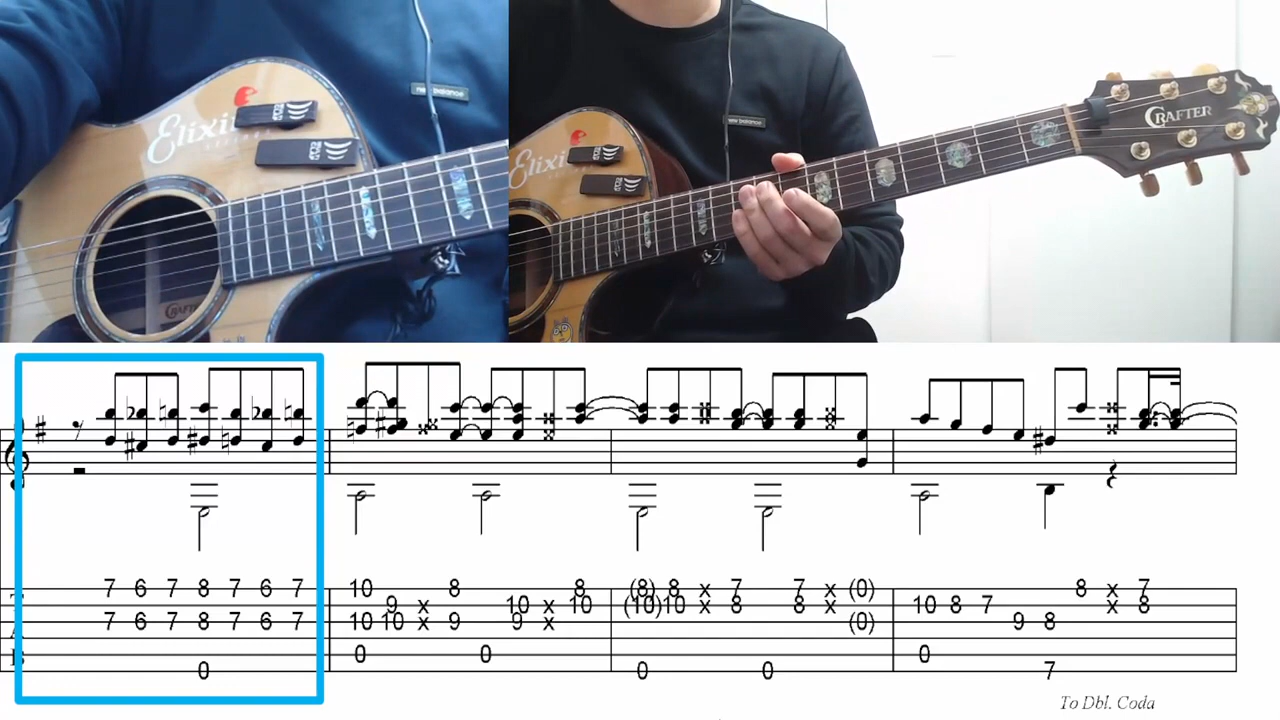 new balance
new balance
Elixir
Elixir
CRAFTER
CRAFTER
7 6 7 8 7 6 7 10 8 8 (8) 8 x 7 7 x (0) 8 x 7
9 x 10 x 10 (10) 10 x 8 8 x 10 8 7 x 8
7 6 7 8 7 6 7 10 10 x 9 9 x (0) 9 8
0 0 0
0 0 0 7
To Dbl. Coda